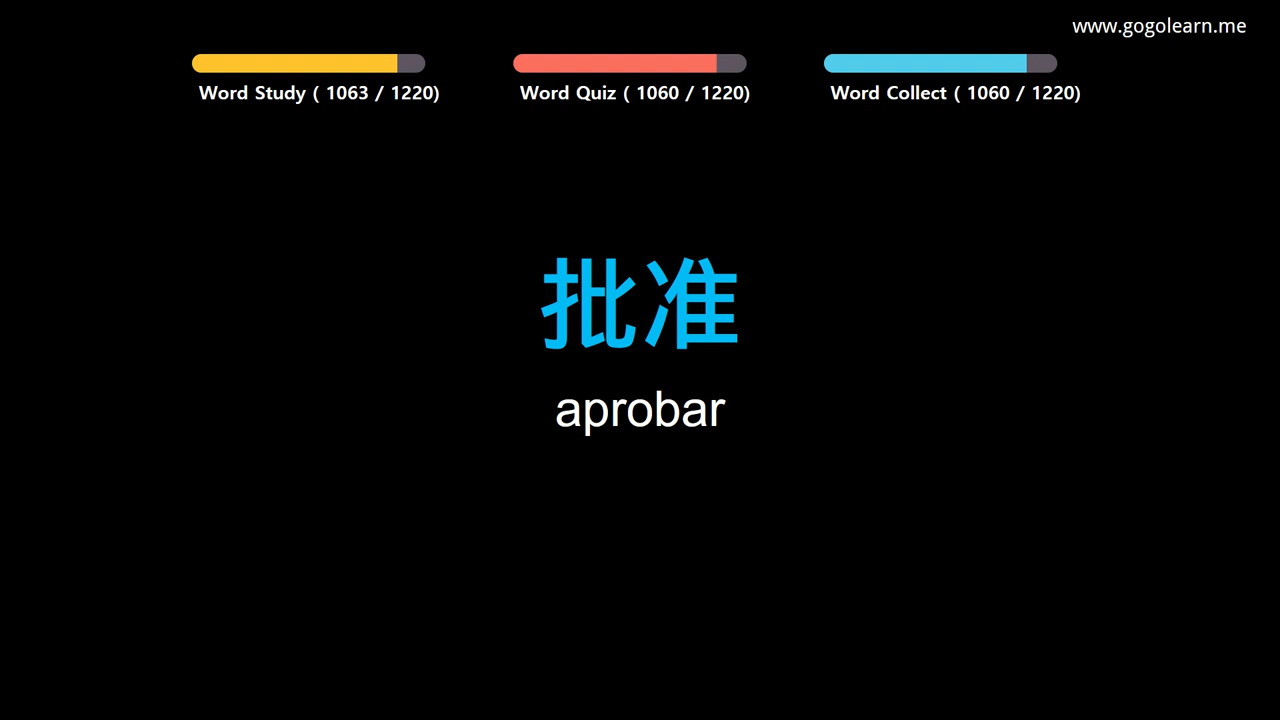 www.gogolearn.me
Word Study ( 1063 / 1220)
Word Quiz ( 1060 / 1220)
Word Collect ( 1060 / 1220)
批准
aprobar